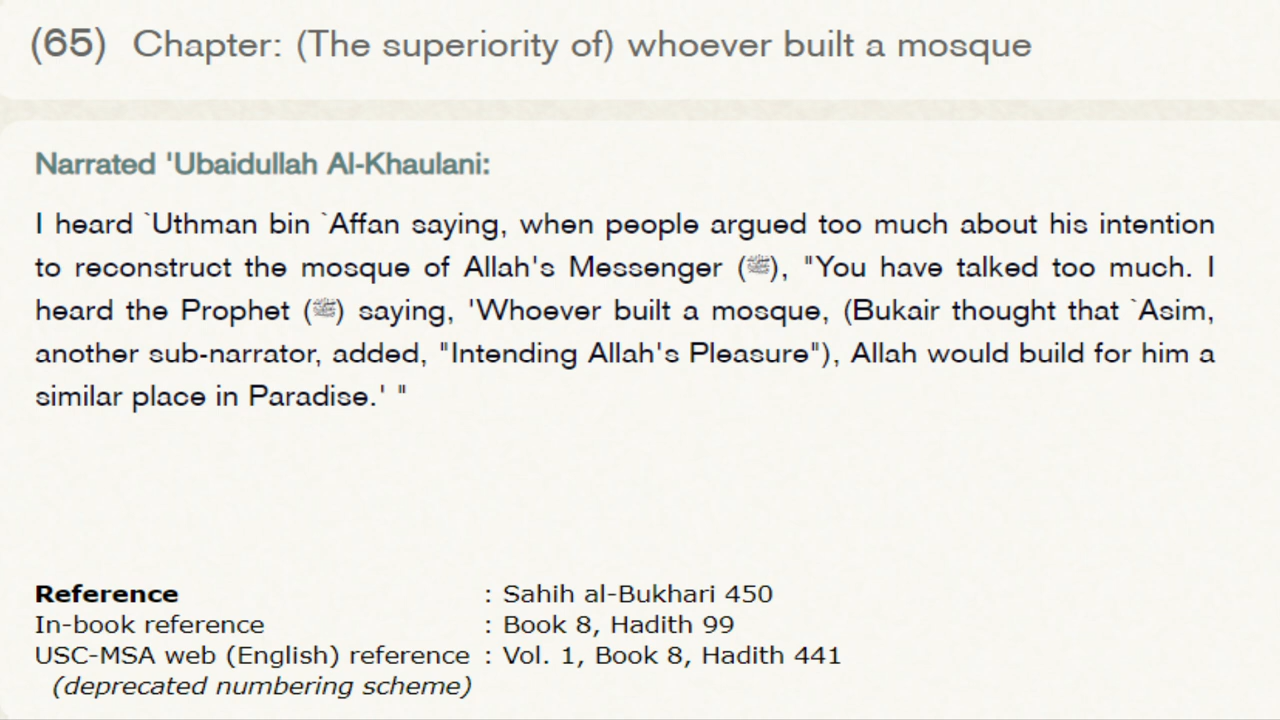 (65) Chapter: (The superiority of) whoever built a mosque
Narrated 'Ubaidullah Al-Khaulani:
I heard `Uthman bin `Affan saying, when people argued too much about his intention
to reconstruct the mosque of Allah's Messenger (ﷺ), "You have talked too much. I
heard the Prophet (ﷺ) saying, 'Whoever built a mosque, (Bukair thought that `Asim,
another sub-narrator, added, "Intending Allah's Pleasure"), Allah would build for him a
similar place in Paradise.' "
Reference : Sahih al-Bukhari 450
In-book reference : Book 8, Hadith 99
USC-MSA web (English) reference : Vol. 1, Book 8, Hadith 441
(deprecated numbering scheme)